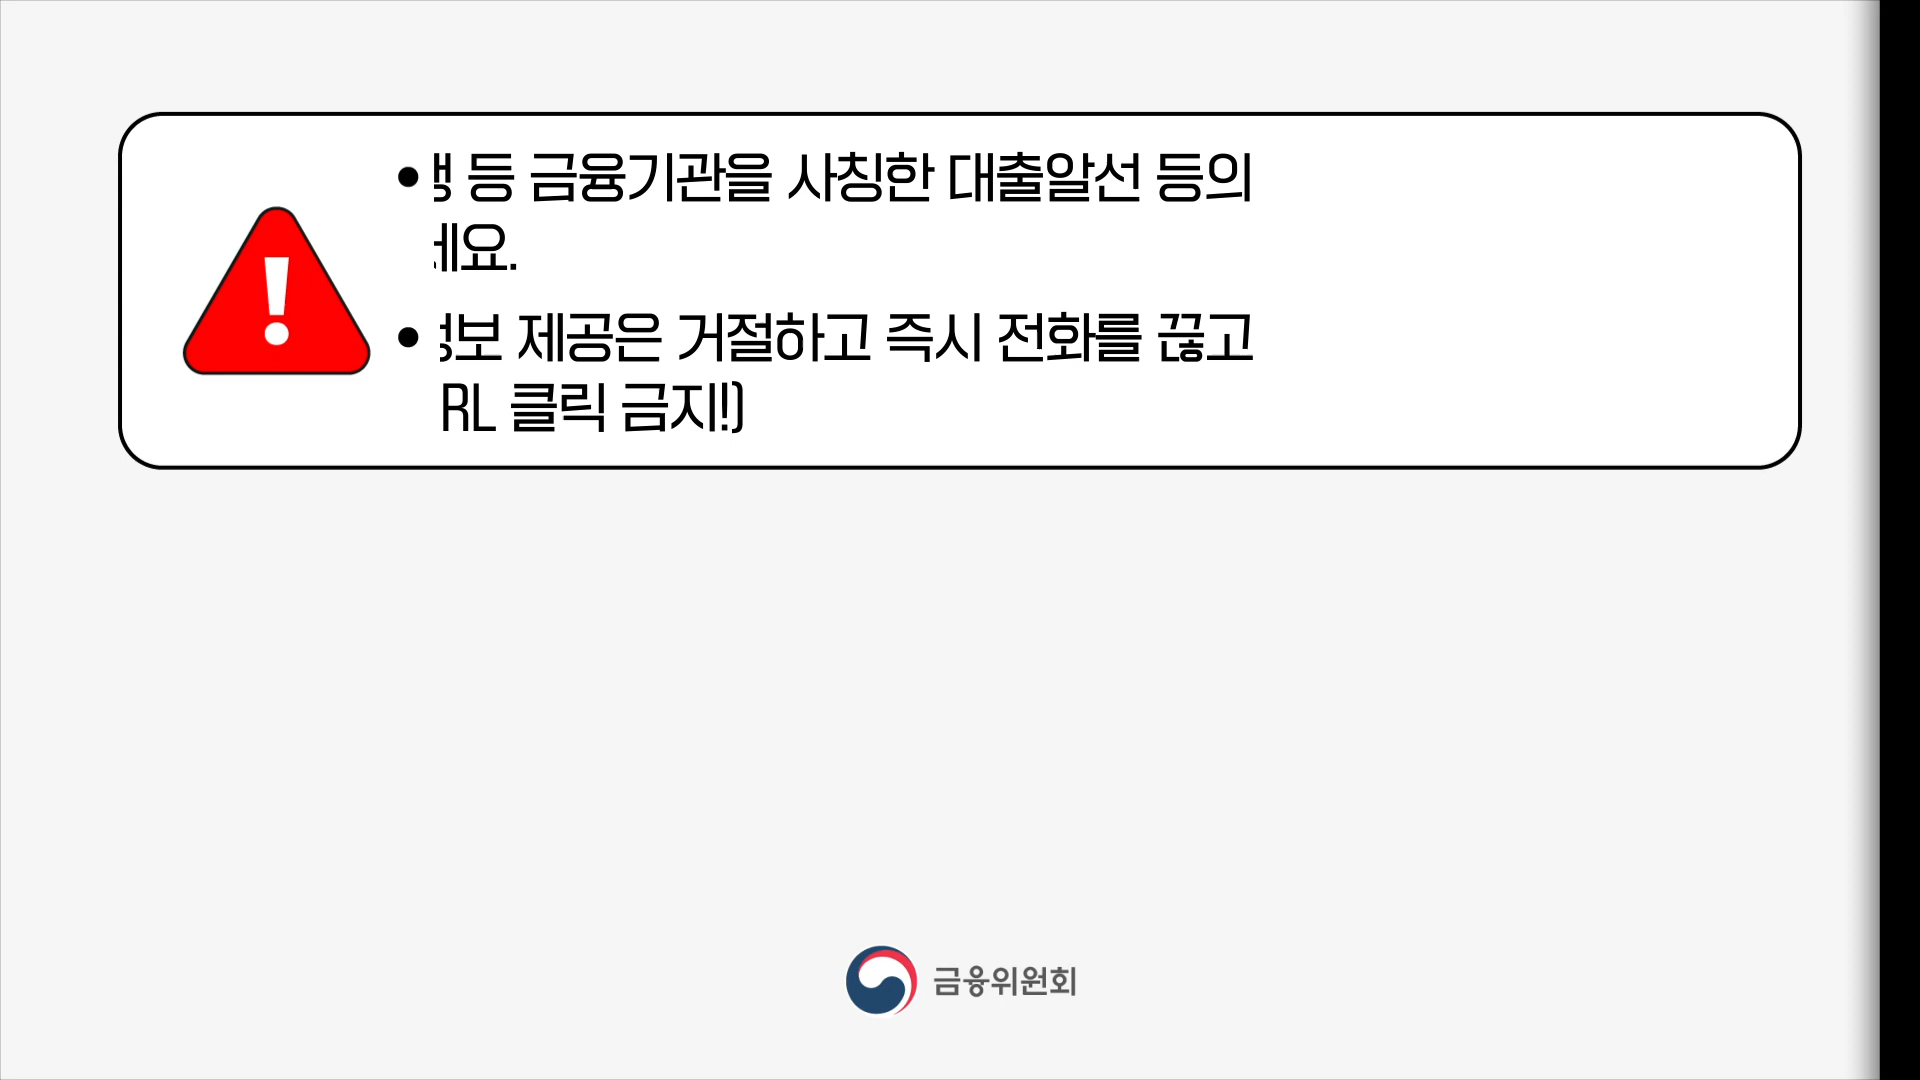 등 금융기관을 사칭한 대출알선 등의
요.
보 제공은 거절하고 즉시 전화를 끊고
RL 클릭 금지!)
금융위원회